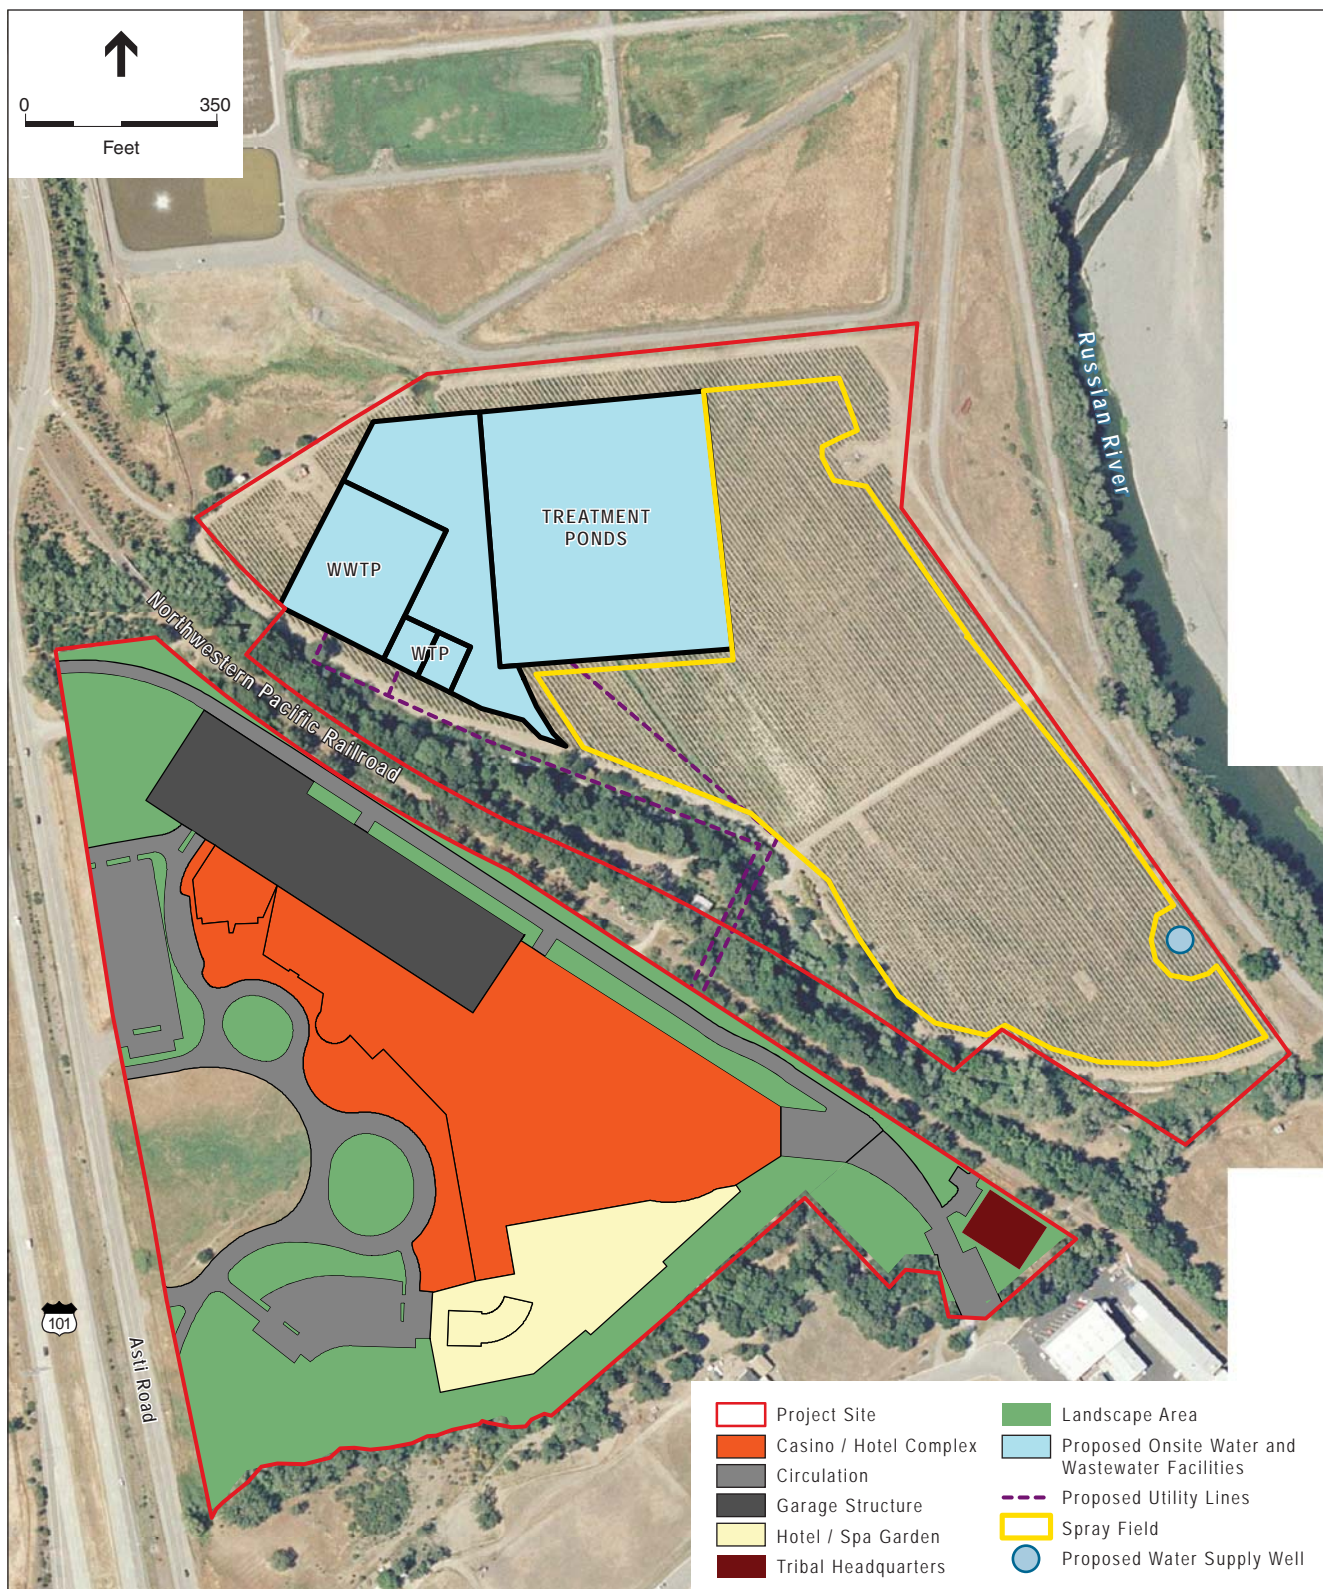 0 350
Feet
Russian River
TREATMENT
PONDS
WWTP
WTP
Northwestern Pacific Railroad
101
Asti Road
Project Site
Casino / Hotel Complex
Circulation
Garage Structure
Hotel / Spa Garden
Tribal Headquarters
Landscape Area
Proposed Onsite Water and
Wastewater Facilities
Proposed Utility Lines
Spray Field
Proposed Water Supply Well